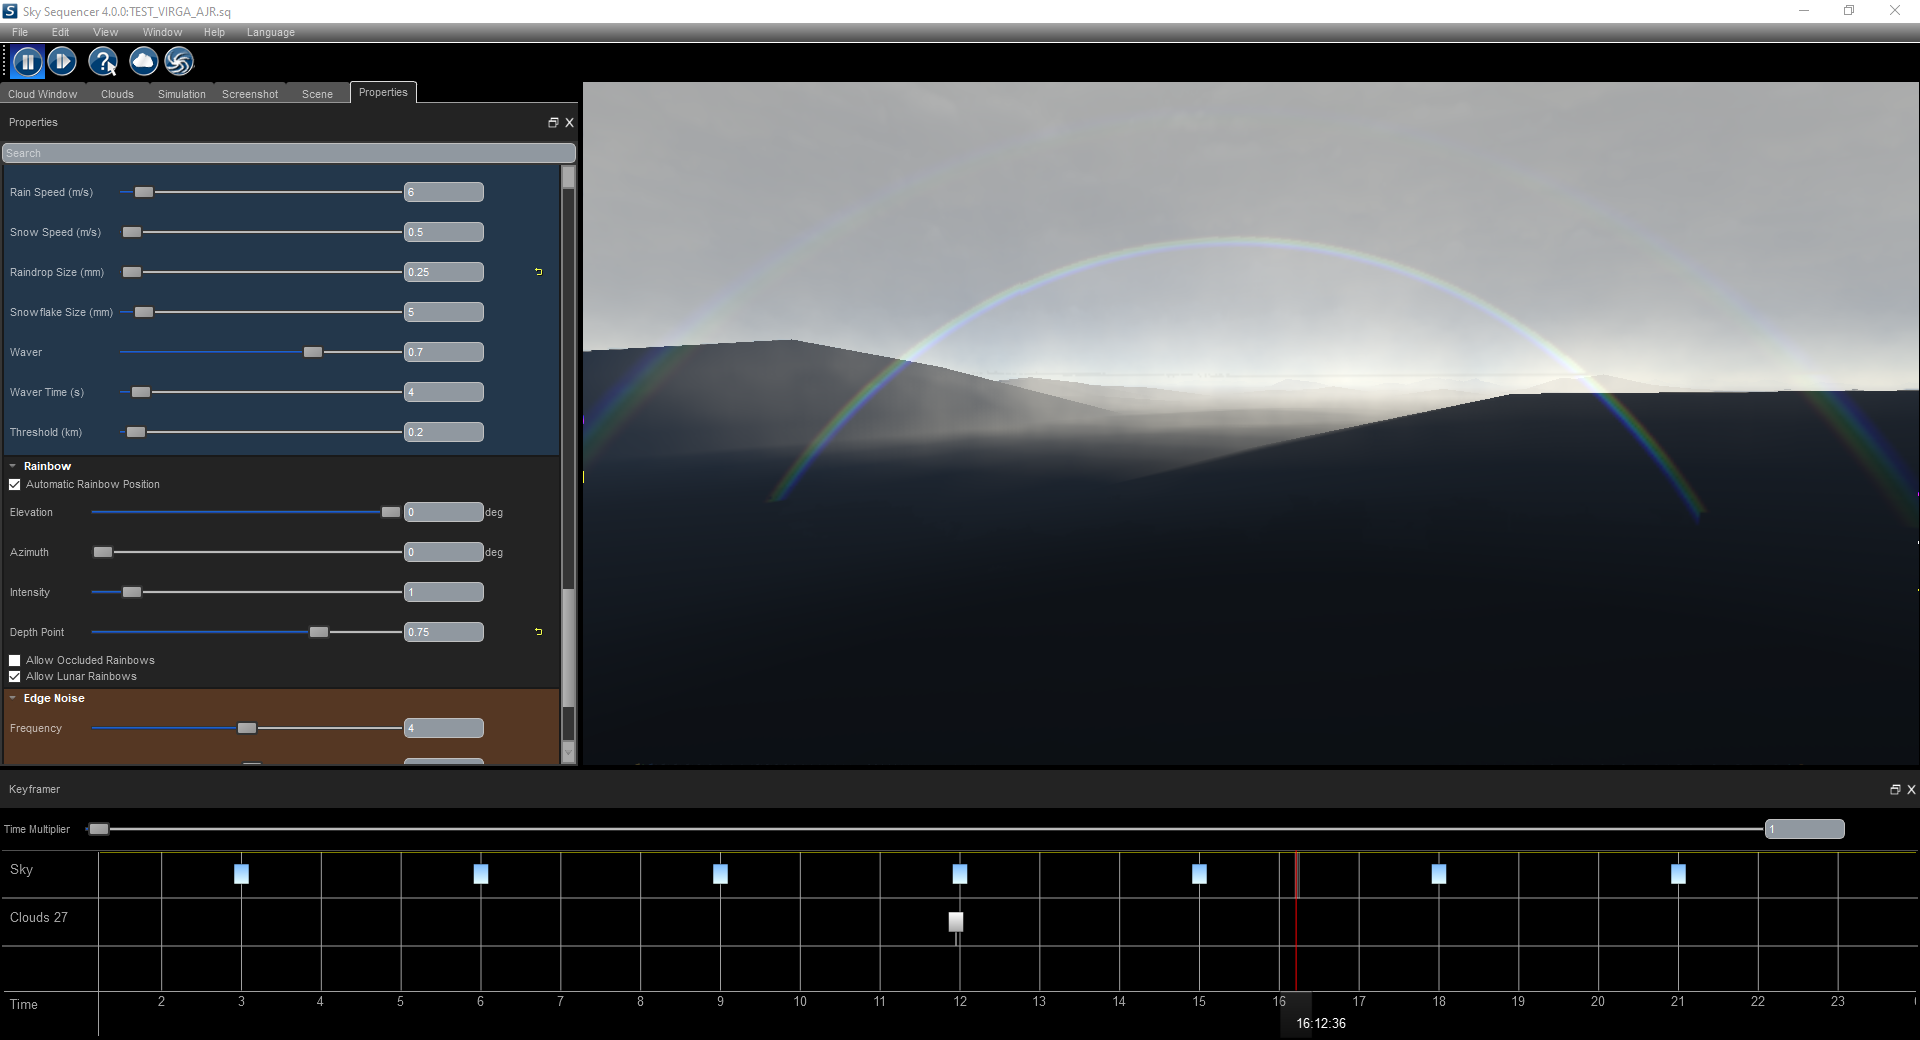 Sky Sequencer 4.0.0:TEST_VIRGA_AJR.sq
File Edit View Window Help Language
Cloud Window Clouds Simulation Screenshot Scene Properties
Properties
Search
Rain Speed (m/s) 6
Snow Speed (m/s) 0.5
Raindrop Size (mm) 0.25
Snowflake Size (mm) 5
Waver 0.7
Waver Time (s) 4
Threshold (km) 0.2
Rainbow
Automatic Rainbow Position
Elevation 0 deg
Azimuth 0 deg
Intensity 1
Depth Point 0.75
Allow Occluded Rainbows
Allow Lunar Rainbows
Edge Noise
Frequency 4
Keyframer
Time Multiplier 1
Sky
Clouds 27
Time 2 3 4 5 6 7 8 9 10 11 12 13 14 15 16 17 18 19 20 21 22 23
16:12:36